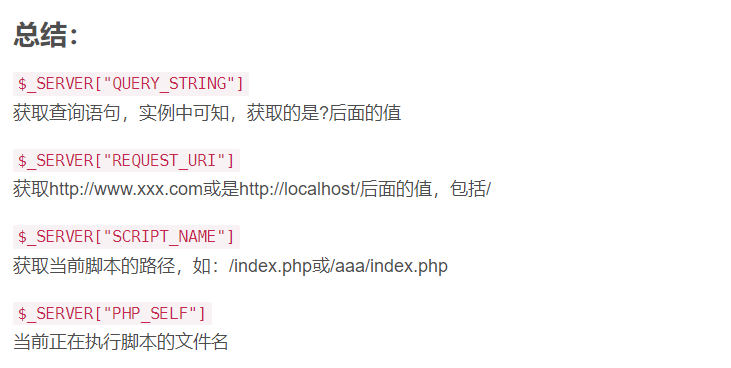 总结：
$_SERVER["QUERY_STRING"]
获取查询语句，实例中可知，获取的是?后面的值
$_SERVER["REQUEST_URI"]
获取http://www.xxx.com或是http://localhost/后面的值，包括/
$_SERVER["SCRIPT_NAME"]
获取当前脚本的路径，如：/index.php或/aaa/index.php
$_SERVER["PHP_SELF"]
当前正在执行脚本的文件名